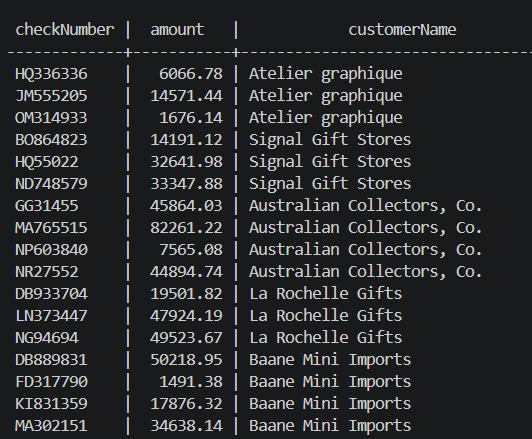 checkNumber | amount | customerName
-------------+-----------+--------------------------------
HQ336336 | 6066.78 | Atelier graphique
JM555205 | 14571.44 | Atelier graphique
OM314933 | 1676.14 | Atelier graphique
BO864823 | 14191.12 | Signal Gift Stores
HQ55022 | 32641.98 | Signal Gift Stores
ND748579 | 33347.88 | Signal Gift Stores
GG31455 | 45864.03 | Australian Collectors, Co.
MA765515 | 82261.22 | Australian Collectors, Co.
NP603840 | 7565.08 | Australian Collectors, Co.
NR27552 | 44894.74 | Australian Collectors, Co.
DB933704 | 19501.82 | La Rochelle Gifts
LN373447 | 47924.19 | La Rochelle Gifts
NG94694 | 49523.67 | La Rochelle Gifts
DB889831 | 50218.95 | Baane Mini Imports
FD317790 | 1491.38 | Baane Mini Imports
KI831359 | 17876.32 | Baane Mini Imports
MA302151 | 34638.14 | Baane Mini Imports